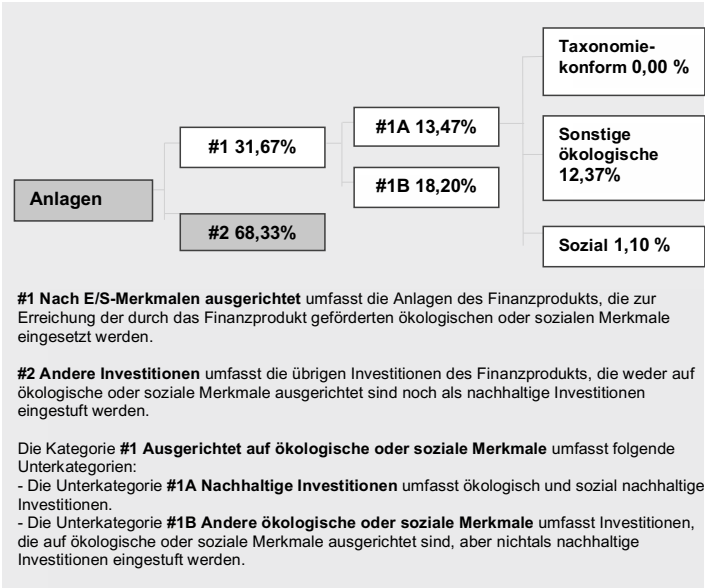 Taxonomie-
konform 0,00 %
#1A 13,47%
#1 31,67%
Sonstige
ökologische
12,37%
#1B 18,20%
Anlagen
#2 68,33%
Sozial 1,10 %
#1 Nach E/S-Merkmalen ausgerichtet umfasst die Anlagen des Finanzprodukts, die zur
Erreichung der durch das Finanzprodukt geförderten ökologischen oder sozialen Merkmale
eingesetzt werden.
#2 Andere Investitionen umfasst die übrigen Investitionen des Finanzprodukts, die weder auf
ökologische oder soziale Merkmale ausgerichtet sind noch als nachhaltige Investitionen
eingestuft werden.
Die Kategorie #1 Ausgerichtet auf ökologische oder soziale Merkmale umfasst folgende
Unterkategorien:
- Die Unterkategorie #1A Nachhaltige Investitionen umfasst ökologisch und sozial nachhaltige
Investitionen.
- Die Unterkategorie #1B Andere ökologische oder soziale Merkmale umfasst Investitionen,
die auf ökologische oder soziale Merkmale ausgerichtet sind, aber nichtals nachhaltige
Investitionen eingestuft werden.